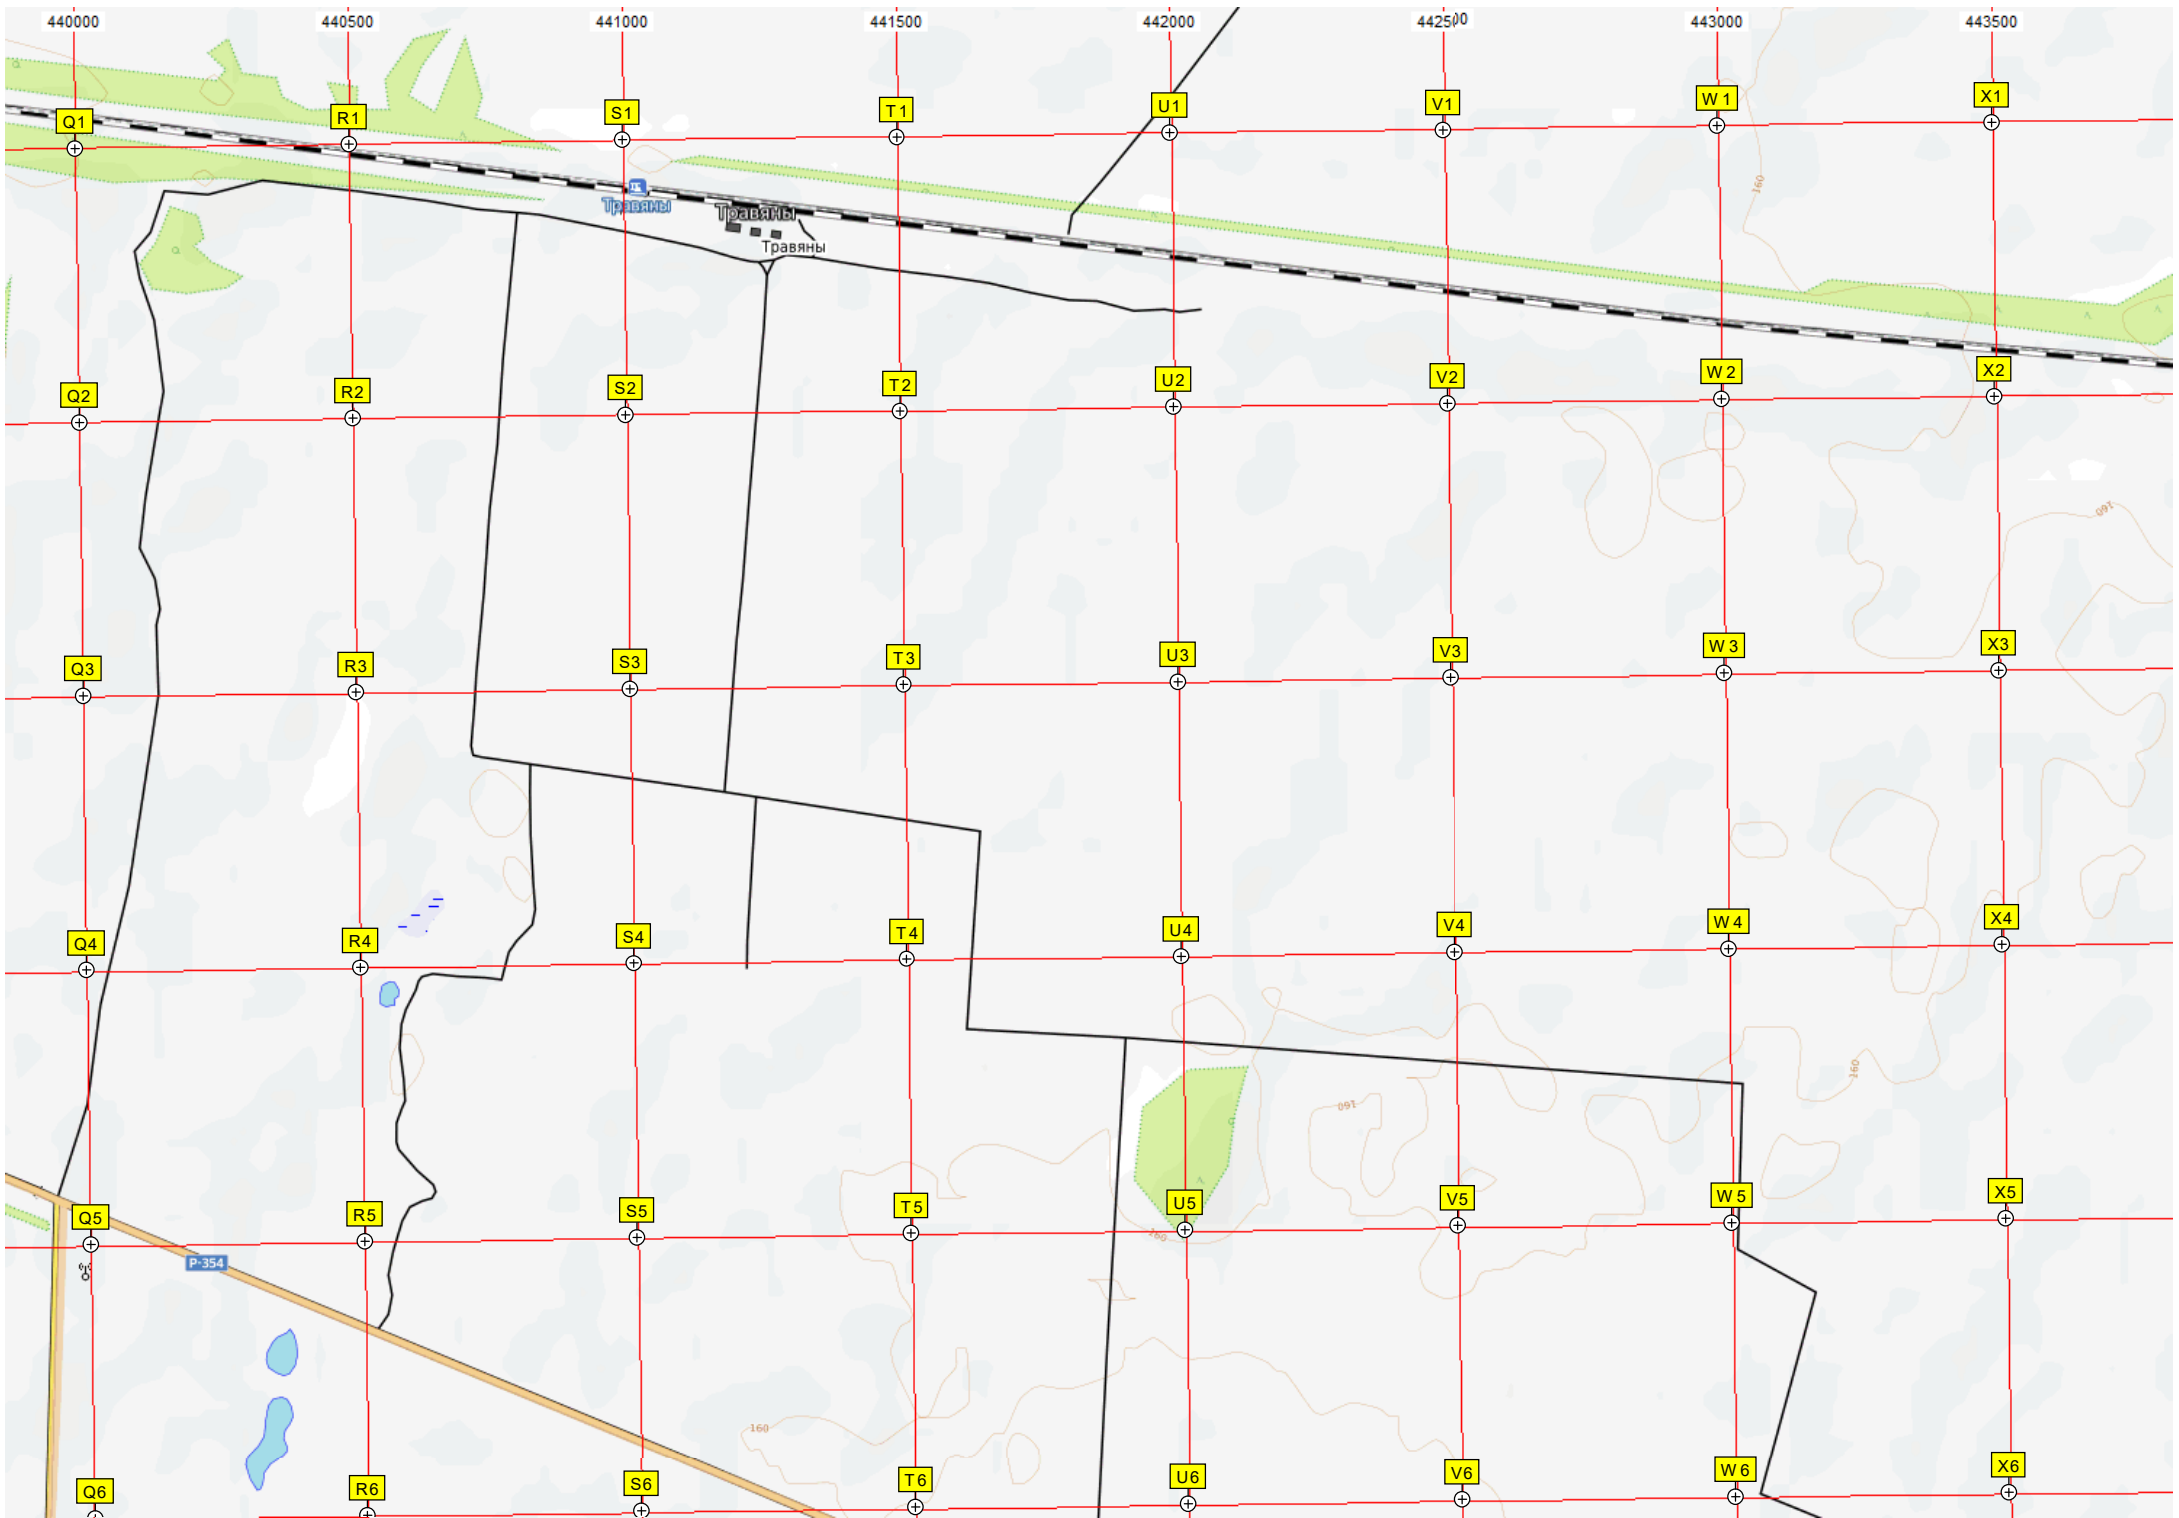 440000 440500 441000 441500 442000 442500 443000 443500
Q1 R1 S1 T1 U1 V1 W1 X1
160
Травяны
Травяны
Травяны
Q2 R2 S2 T2 U2 V2 W2 X2
160
Q3 R3 S3 T3 U3 V3 W3 X3
Q4 R4 S4 T4 U4 V4 W4 X4
160
160
Q5 R5 S5 T5 U5 V5 W5 X5
160
P-354
160
Q6 R6 S6 T6 U6 V6 W6 X6